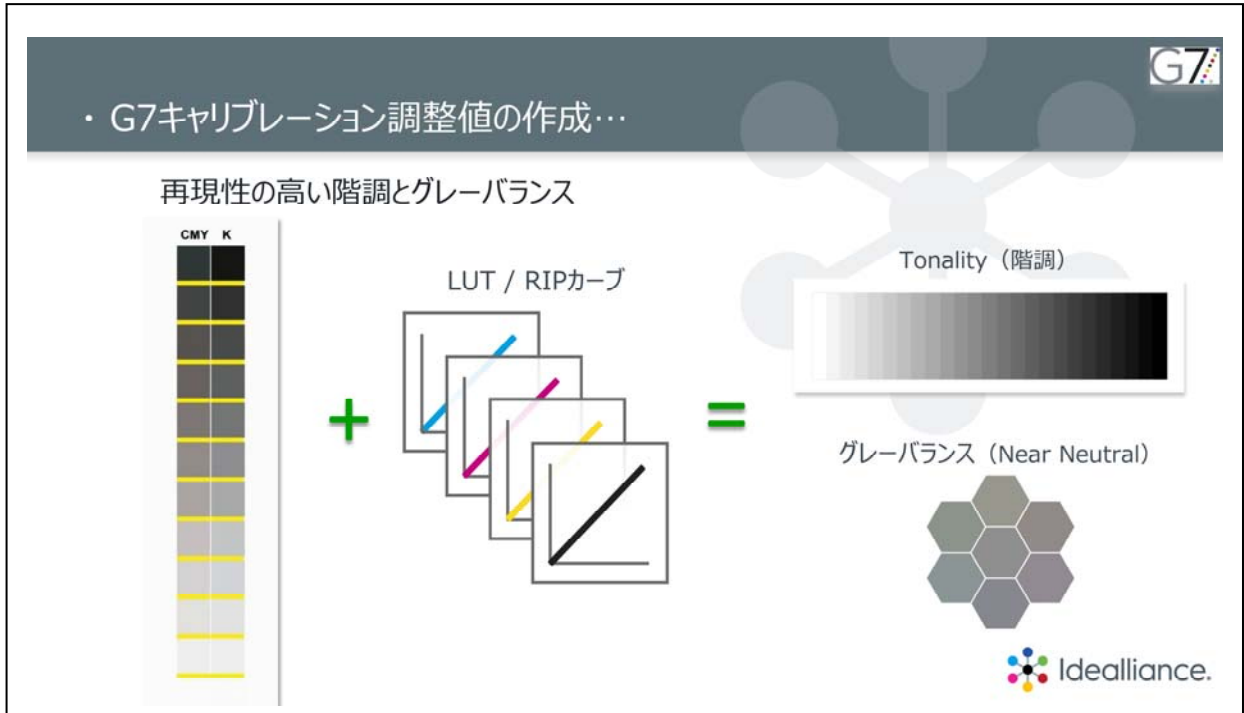 G7
・G7キャリブレーション調整値の作成…
再現性の高い階調とグレーバランス
CMY K
LUT / RIPカーブ
Tonality（階調）
グレーバランス（Near Neutral）
Idealliance.